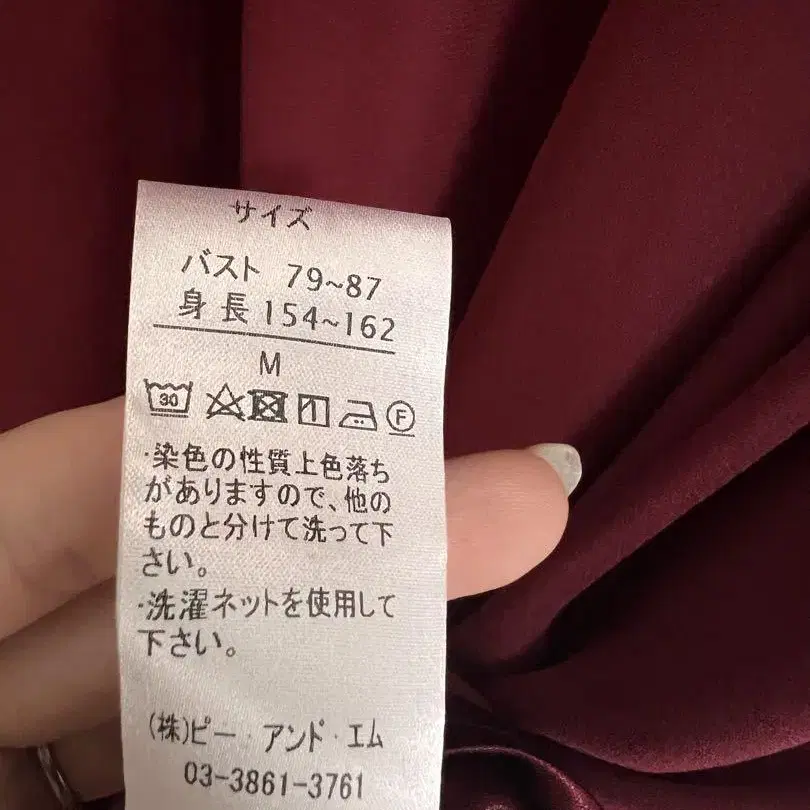 サイズ
バスト 79~87
身長 154~162
M
30 F
·染色の性質上色落ち
がありますので、他の
ものと分けて洗って下
さい。
·洗濯ネットを使用して
下さい。
(株)ピー・アンド・エム
03-3861-3761